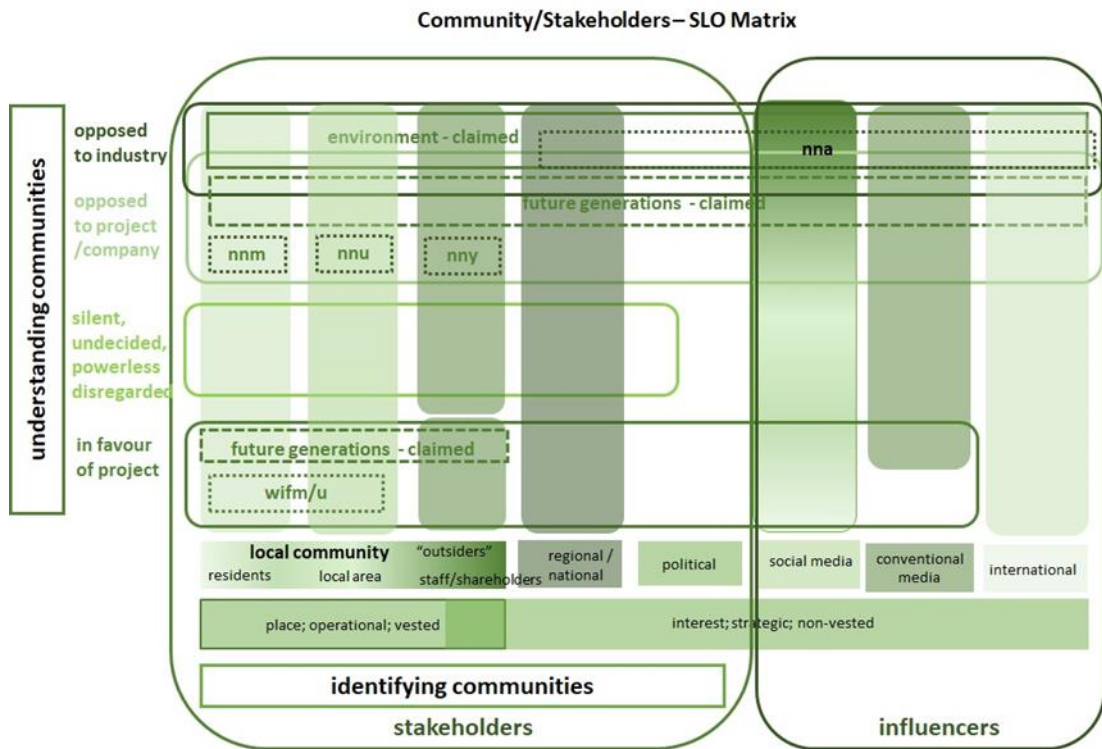 Community/Stakeholders – SLO Matrix
understanding communities
opposed
to industry
environment - claimed
nna
opposed
to project
/company
future generations - claimed
nnm
nnu
nny
silent,
undecided,
powerless
disregarded
in favour
of project
future generations - claimed
wifm/u
local community
"outsiders"
residents
local area
staff/shareholders
regional /
national
political
social media
conventional
media
international
place; operational; vested
interest; strategic; non-vested
identifying communities
stakeholders
influencers